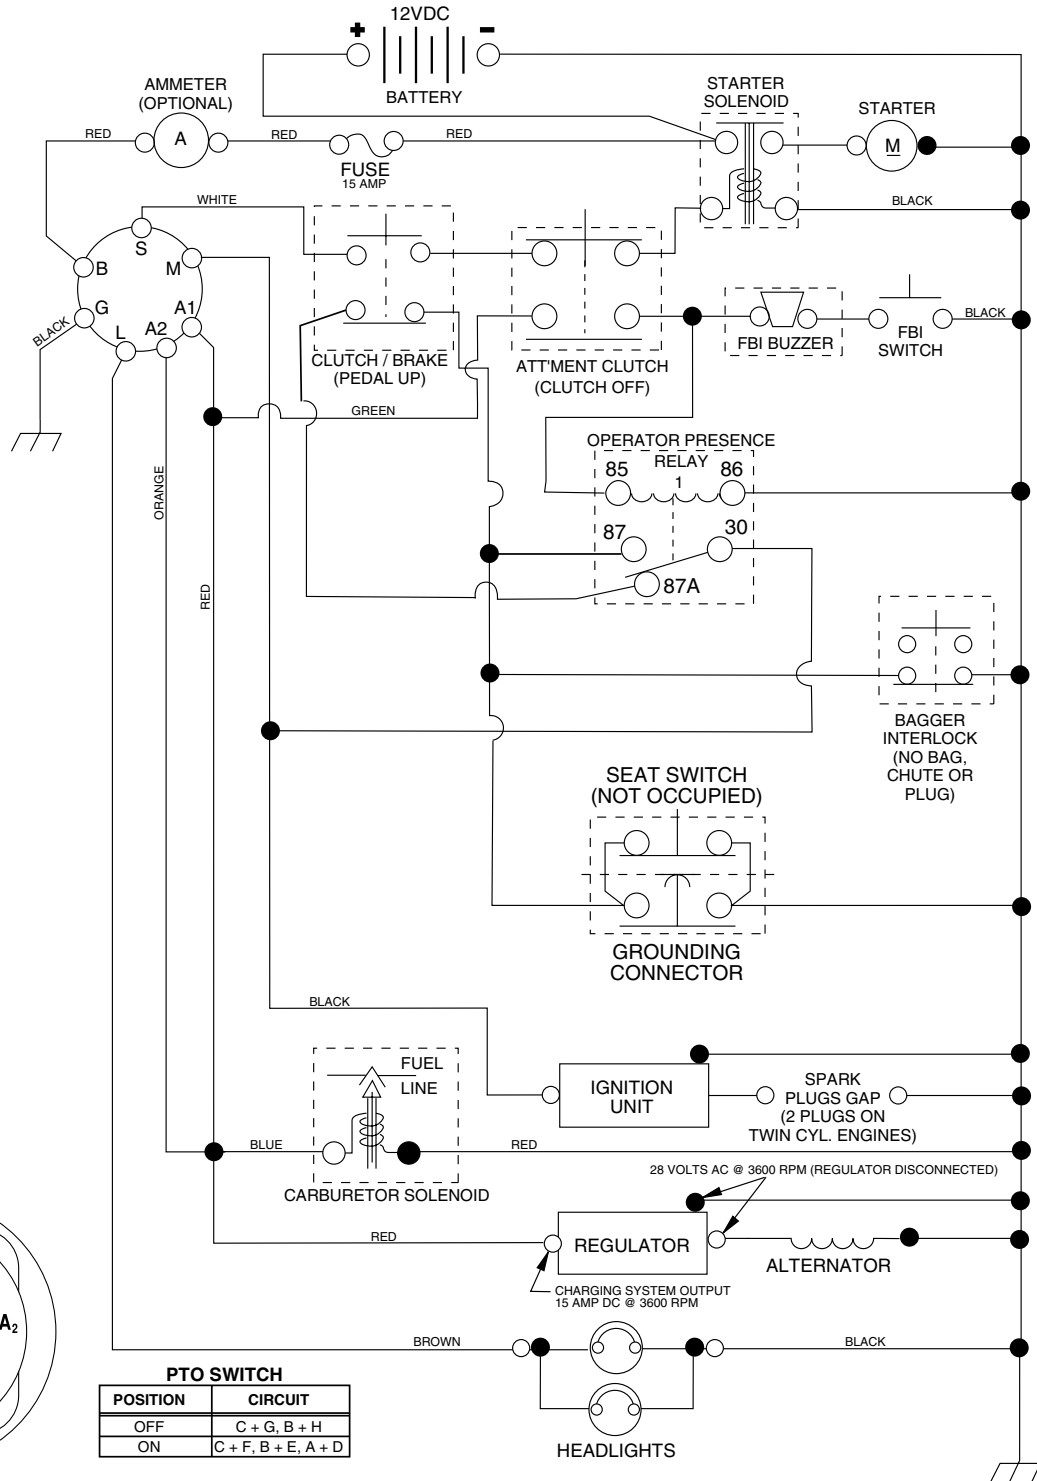 12VDC
+
-
BATTERY
AMMETER
(OPTIONAL)
STARTER
SOLENOID
STARTER
RED
A
RED
RED
M
FUSE
15 AMP
WHITE
BLACK
S
B
M
G
A1
L
A2
BLACK
CLUTCH / BRAKE
(PEDAL UP)
ATT'MENT CLUTCH
(CLUTCH OFF)
FBI BUZZER
FBI
SWITCH
BLACK
GREEN
OPERATOR PRESENCE
RELAY
1
85
86
87
30
87A
ORANGE
RED
BAGGER
INTERLOCK
(NO BAG,
CHUTE OR
PLUG)
SEAT SWITCH
(NOT OCCUPIED)
GROUNDING
CONNECTOR
BLACK
FUEL
LINE
IGNITION
UNIT
SPARK
PLUGS GAP
(2 PLUGS ON
TWIN CYL. ENGINES)
BLUE
RED
CARBURETOR SOLENOID
28 VOLTS AC @ 3600 RPM (REGULATOR DISCONNECTED)
RED
REGULATOR
ALTERNATOR
CHARGING SYSTEM OUTPUT
15 AMP DC @ 3600 RPM
A2
BROWN
BLACK
HEADLIGHTS
PTO SWITCH
POSITION CIRCUIT
OFF C + G, B + H
ON C + F, B + E, A + D